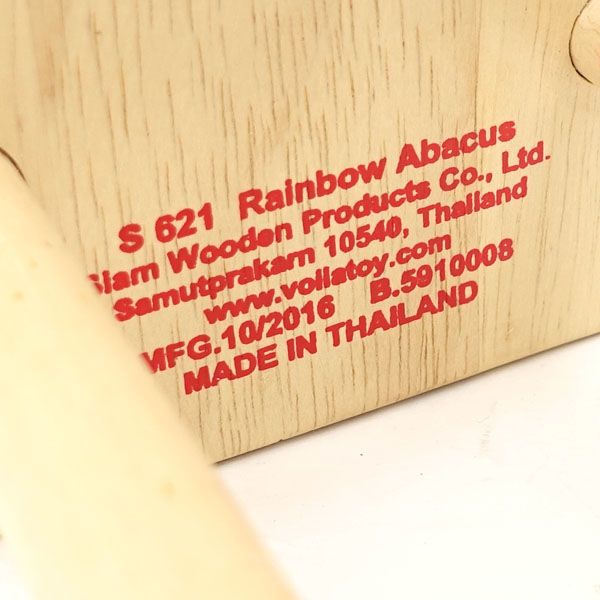 S 621 Rainbow Abacus
Siam Wooden Products Co., Ltd.
Samutprakarn 10540, Thailand
www.voilatoy.com
MFG.10/2016 B.5910008
MADE IN THAILAND